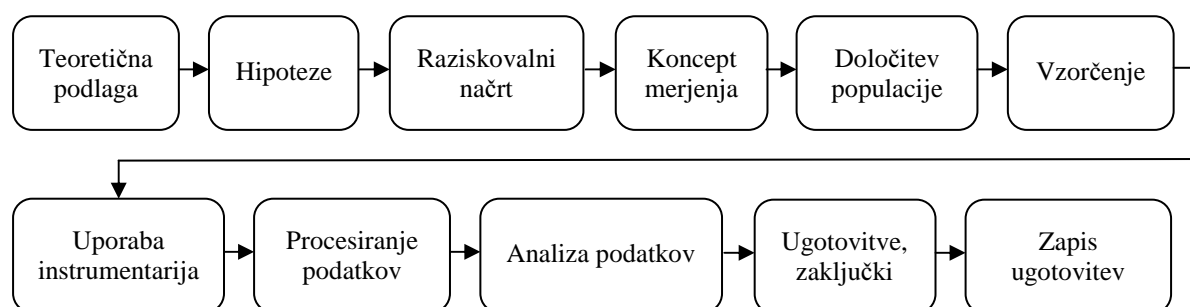 Teoretična
podlaga
Hipoteze
Raziskovalni
načrt
Koncept
merjenja
Določitev
populacije
Vzorčenje
Uporaba
instrumentarija
Procesiranje
podatkov
Analiza podatkov
Ugotovitve,
zaključki
Zapis
ugotovitev